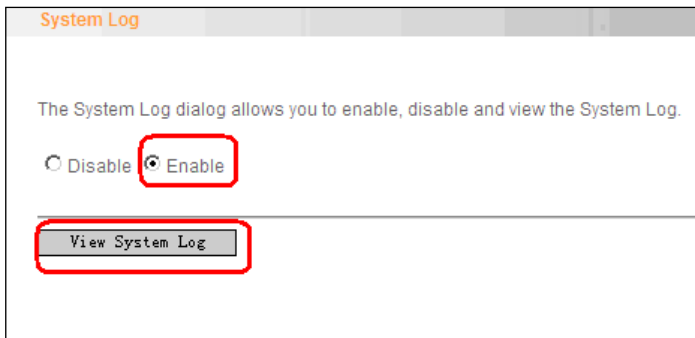 System Log
The System Log dialog allows you to enable, disable and view the System Log.
Disable Enable
View System Log